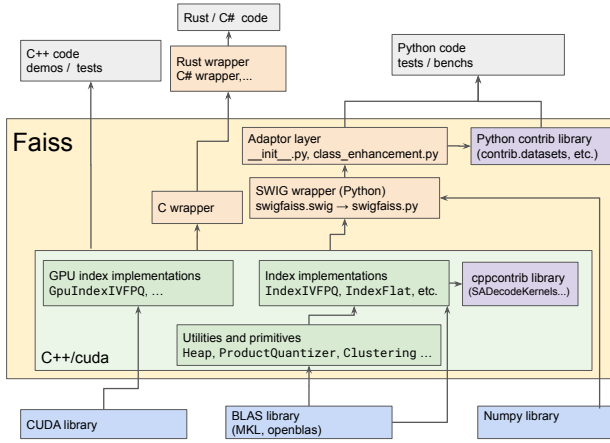 Rust / C# code
C++ code
demos / tests
Rust wrapper
C# wrapper,...
Python code
tests / benchs
Faiss
Adaptor layer
__init__.py, class_enhancement.py
Python contrib library
(contrib.datasets, etc.)
C wrapper
SWIG wrapper (Python)
swigfaiss.swig → swigfaiss.py
GPU index implementations
GpuIndexIVFPQ, …
Index implementations
IndexIVFPQ, IndexFlat, etc.
cppcontrib library
(SADecodeKernels...)
Utilities and primitives
Heap, ProductQuantizer, Clustering …
C++/cuda
CUDA library
BLAS library
(MKL, openblas)
Numpy library